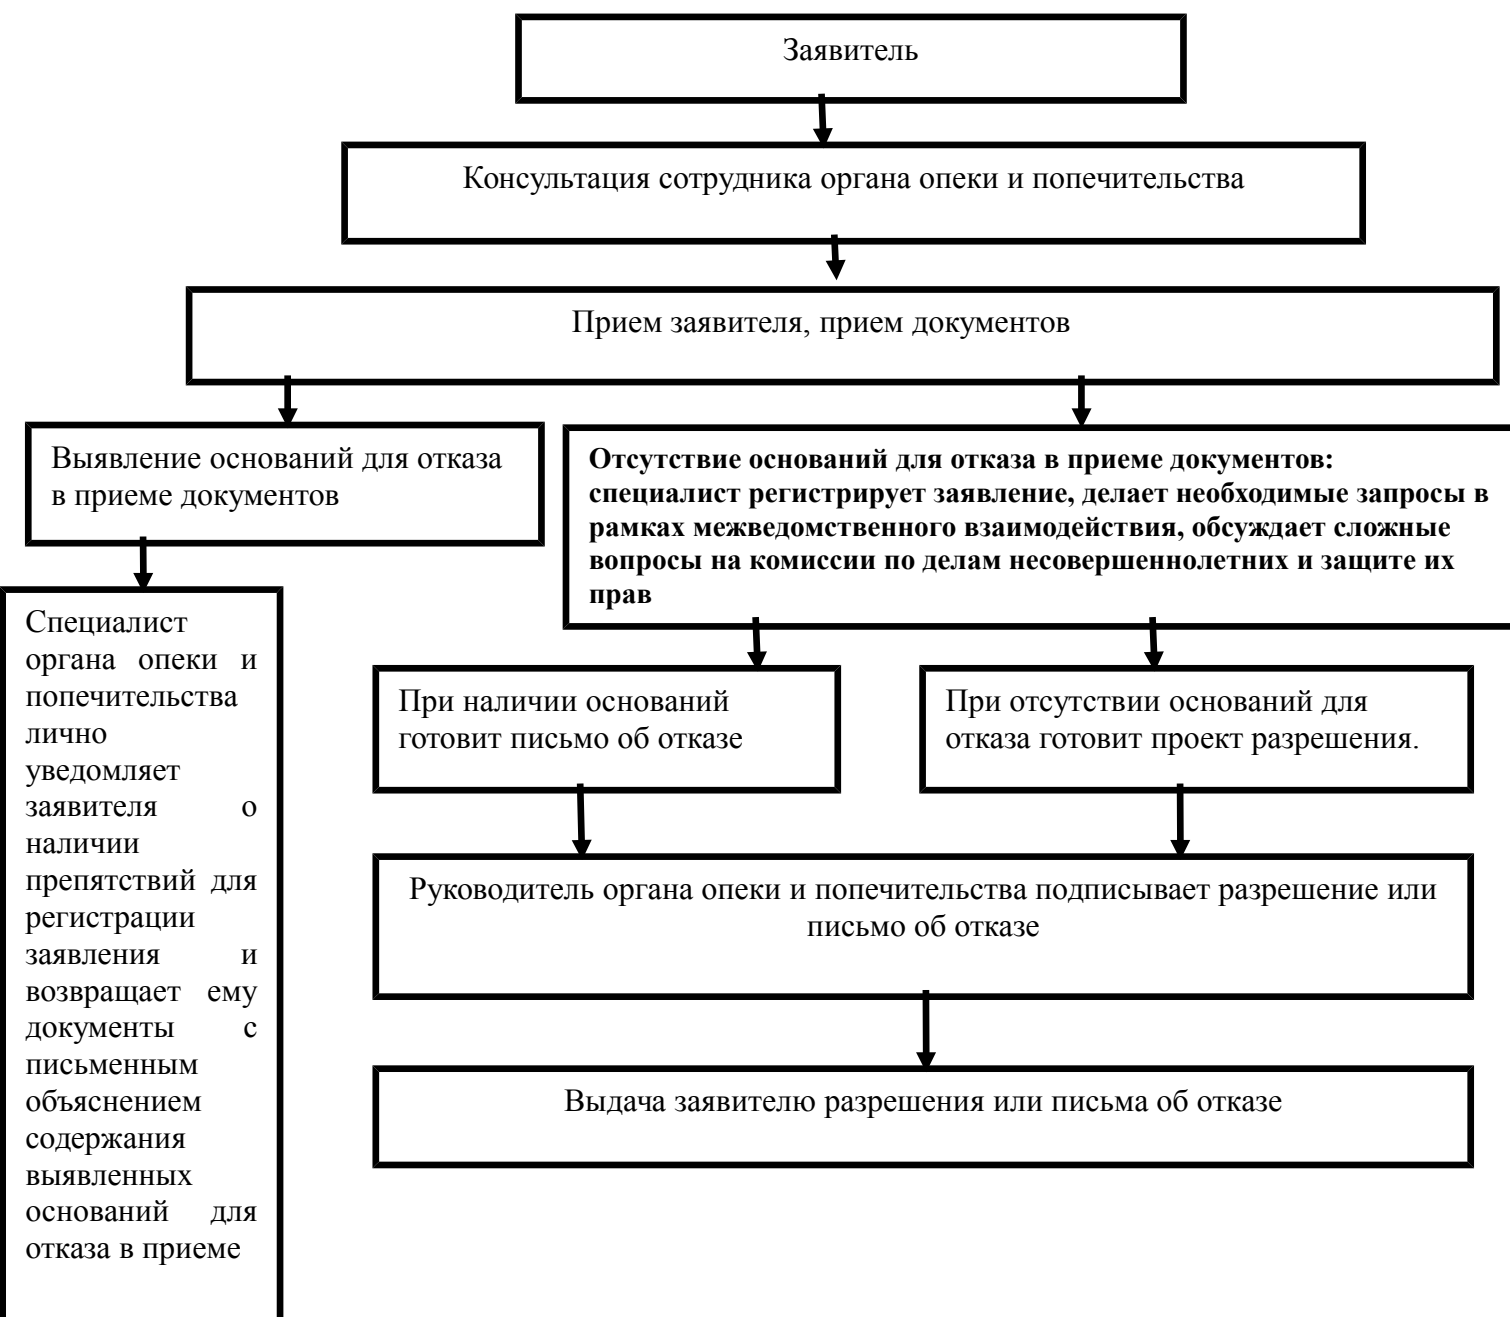 Заявитель
Консультация сотрудника органа опеки и попечительства
Прием заявителя, прием документов
Выявление оснований для отказа
в приеме документов
Отсутствие оснований для отказа в приеме документов:
специалист регистрирует заявление, делает необходимые запросы в
рамках межведомственного взаимодействия, обсуждает сложные
вопросы на комиссии по делам несовершеннолетних и защите их
прав
Специалист
органа опеки и
попечительства
лично
уведомляет
заявителя о
наличии
препятствий для
регистрации
заявления и
возвращает ему
документы с
письменным
объяснением
содержания
выявленных
оснований для
отказа в приеме
При наличии оснований
готовит письмо об отказе
При отсутствии оснований для
отказа готовит проект разрешения.
Руководитель органа опеки и попечительства подписывает разрешение или
письмо об отказе
Выдача заявителю разрешения или письма об отказе